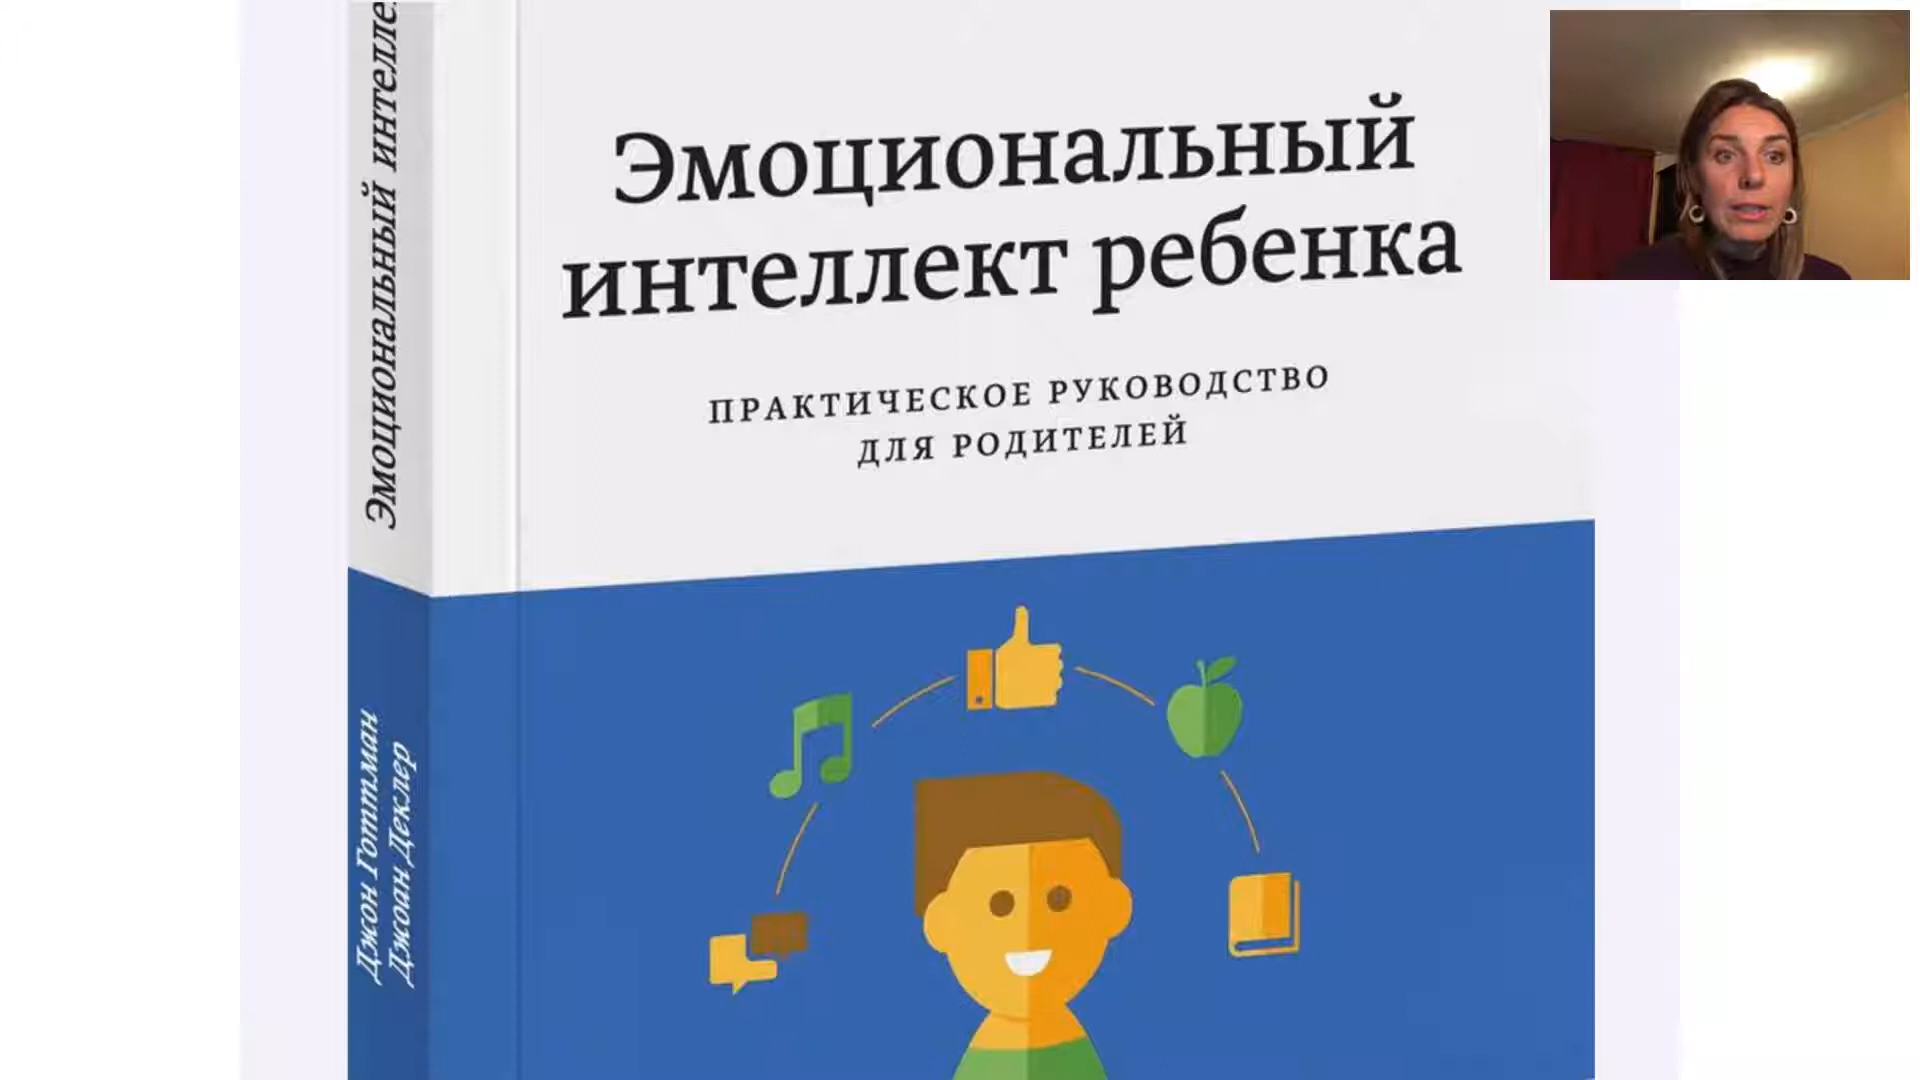 Эмоциональный интелле
Эмоциональный
интеллект ребенка
ПРАКТИЧЕСКОЕ РУКОВОДСТВО
ДЛЯ РОДИТЕЛЕЙ
Джон Готтман
Джоан Деклер